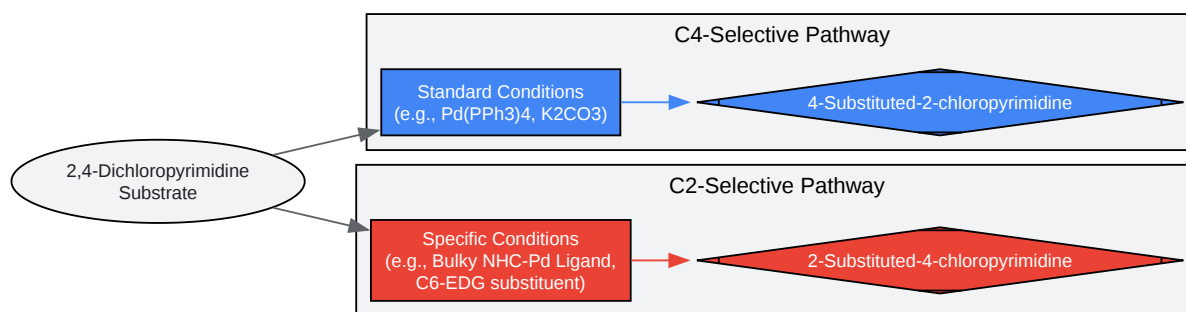 C4-Selective Pathway
Standard Conditions
(e.g., Pd(PPh3)4, K2CO3)
4-Substituted-2-chloropyrimidine
2,4-Dichloropyrimidine
Substrate
C2-Selective Pathway
Specific Conditions
(e.g., Bulky NHC-Pd Ligand,
C6-EDG substituent)
2-Substituted-4-chloropyrimidine